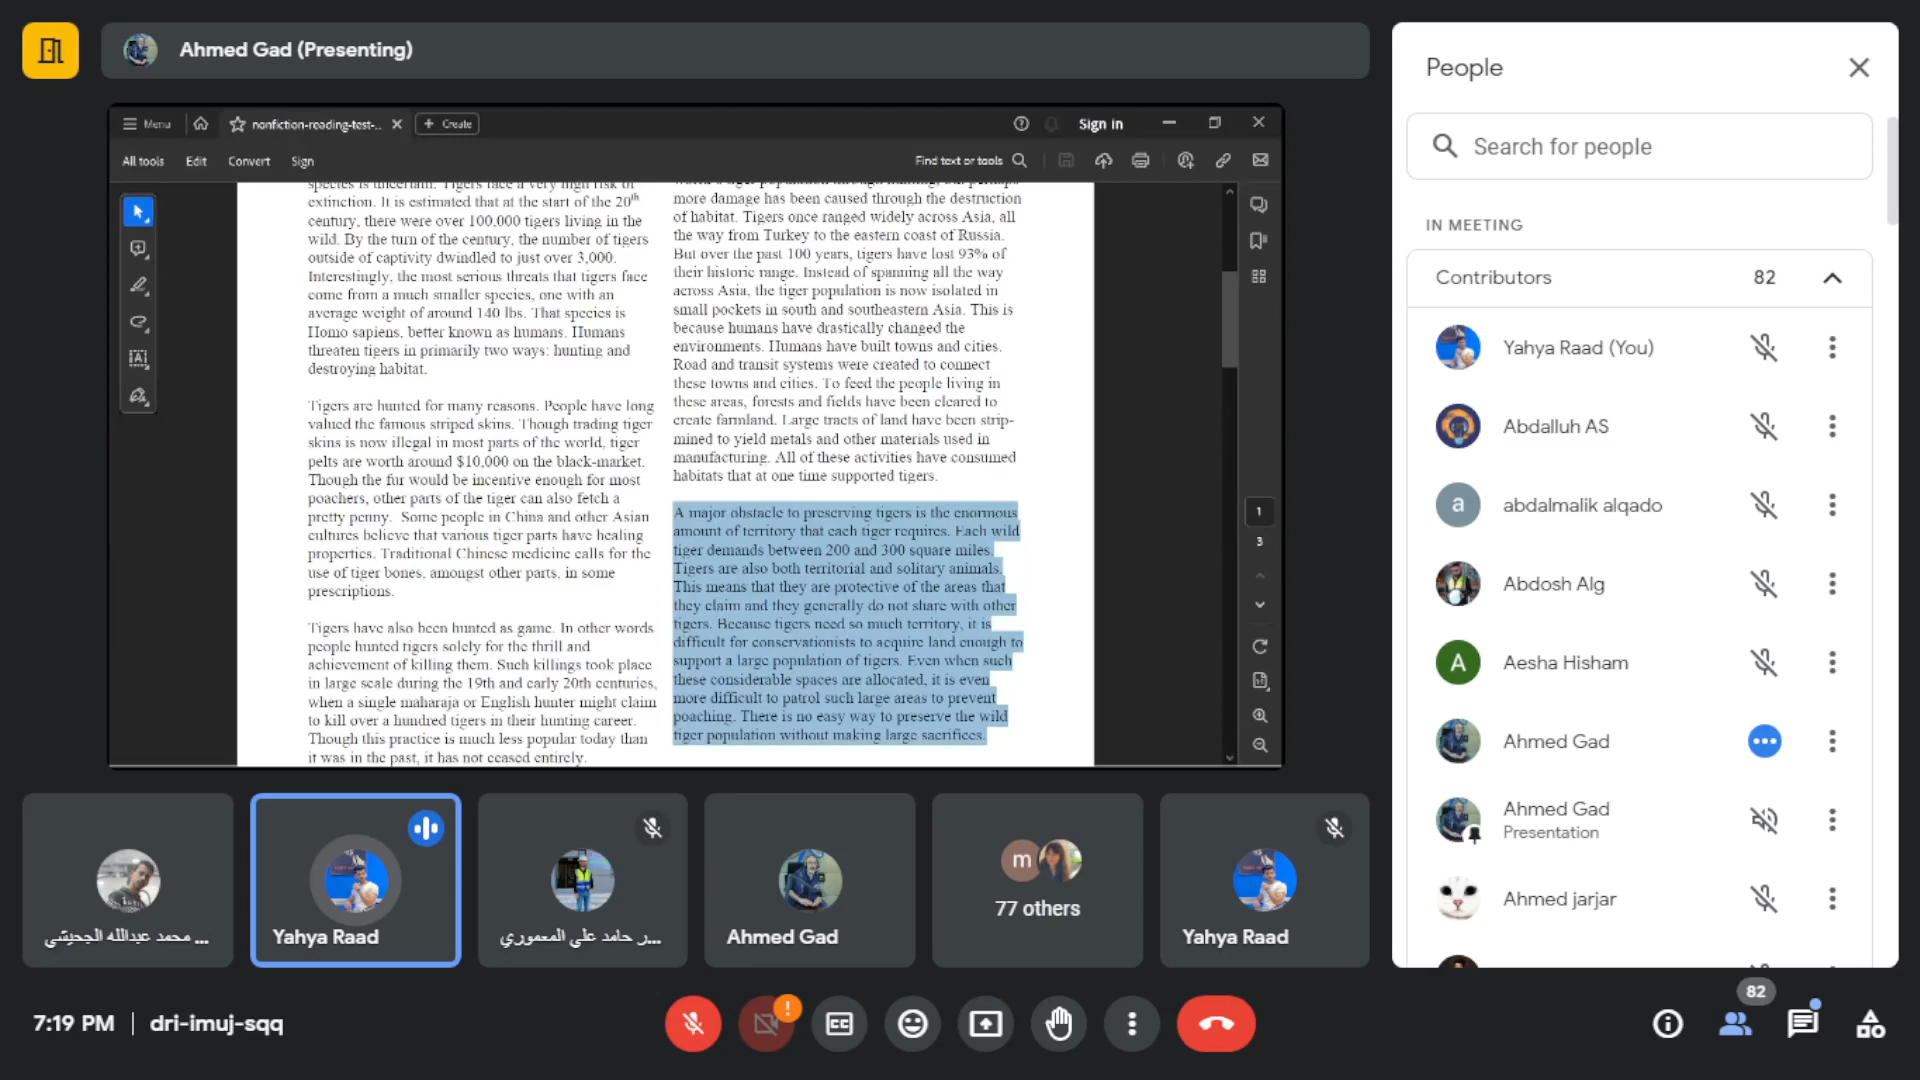 Ahmed Gad (Presenting)
Menu
nonfiction-reading-test-..
Create
Sign in
All tools
Edit
Convert
Sign
Find text or tools
species is uncertain. Tigers face a very high risk of
extinction. It is estimated that at the start of the 20th
century, there were over 100,000 tigers living in the
wild. By the turn of the century, the number of tigers
outside of captivity dwindled to just over 3,000.
Interestingly, the most serious threats that tigers face
come from a much smaller species, one with an
average weight of around 140 lbs. That species is
Homo sapiens, better known as humans. Humans
threaten tigers in primarily two ways: hunting and
destroying habitat.
Tigers are hunted for many reasons. People have long
valued the famous striped skins. Though trading tiger
skins is now illegal in most parts of the world, tiger
pelts are worth around $10,000 on the black-market.
Though the fur would be incentive enough for most
poachers, other parts of the tiger can also fetch a
pretty penny. Some people in China and other Asian
cultures believe that various tiger parts have healing
properties. Traditional Chinese medicine calls for the
use of tiger bones, amongst other parts, in some
prescriptions.
Tigers have also been hunted as game. In other words
people hunted tigers solely for the thrill and
achievement of killing them. Such killings took place
in large scale during the 19th and early 20th centuries,
when a single maharaja or English hunter might claim
to kill over a hundred tigers in their hunting career.
Though this practice is much less popular today than
it was in the past, it has not ceased entirely.
world's tiger population through hunting, but perhaps
more damage has been caused through the destruction
of habitat. Tigers once ranged widely across Asia, all
the way from Turkey to the eastern coast of Russia.
But over the past 100 years, tigers have lost 93% of
their historic range. Instead of spanning all the way
across Asia, the tiger population is now isolated in
small pockets in south and southeastern Asia. This is
because humans have drastically changed the
environments. Humans have built towns and cities.
Road and transit systems were created to connect
these towns and cities. To feed the people living in
these areas, forests and fields have been cleared to
create farmland. Large tracts of land have been strip-
mined to yield metals and other materials used in
manufacturing. All of these activities have consumed
habitats that at one time supported tigers.
A major obstacle to preserving tigers is the enormous
amount of territory that each tiger requires. Each wild
tiger demands between 200 and 300 square miles.
Tigers are also both territorial and solitary animals.
This means that they are protective of the areas that
they claim and they generally do not share with other
tigers. Because tigers need so much territory, it is
difficult for conservationists to acquire land enough to
support a large population of tigers. Even when such
these considerable spaces are allocated, it is even
more difficult to patrol such large areas to prevent
poaching. There is no easy way to preserve the wild
tiger population without making large sacrifices.
1
3
محمد عبدالله الجحيشي ...
Yahya Raad
ر حامد علي المعموري...
Ahmed Gad
m
77 others
Yahya Raad
7:19 PM | dri-imuj-sqq
People
Search for people
IN MEETING
Contributors 82
Yahya Raad (You)
Abdalluh AS
a
abdalmalik alqado
Abdosh Alg
A
Aesha Hisham
Ahmed Gad
Ahmed Gad
Presentation
Ahmed jarjar
82